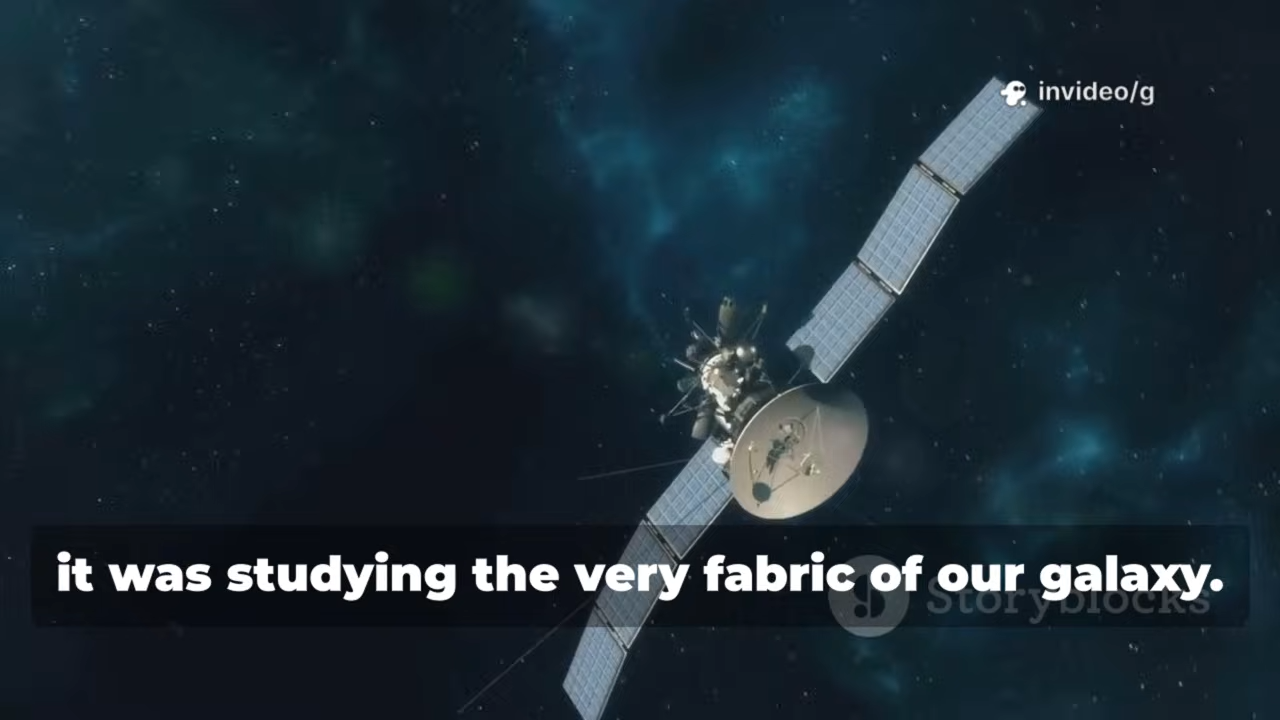 invideo/g
it was studying the very fabric of our galaxy.
Storyblocks